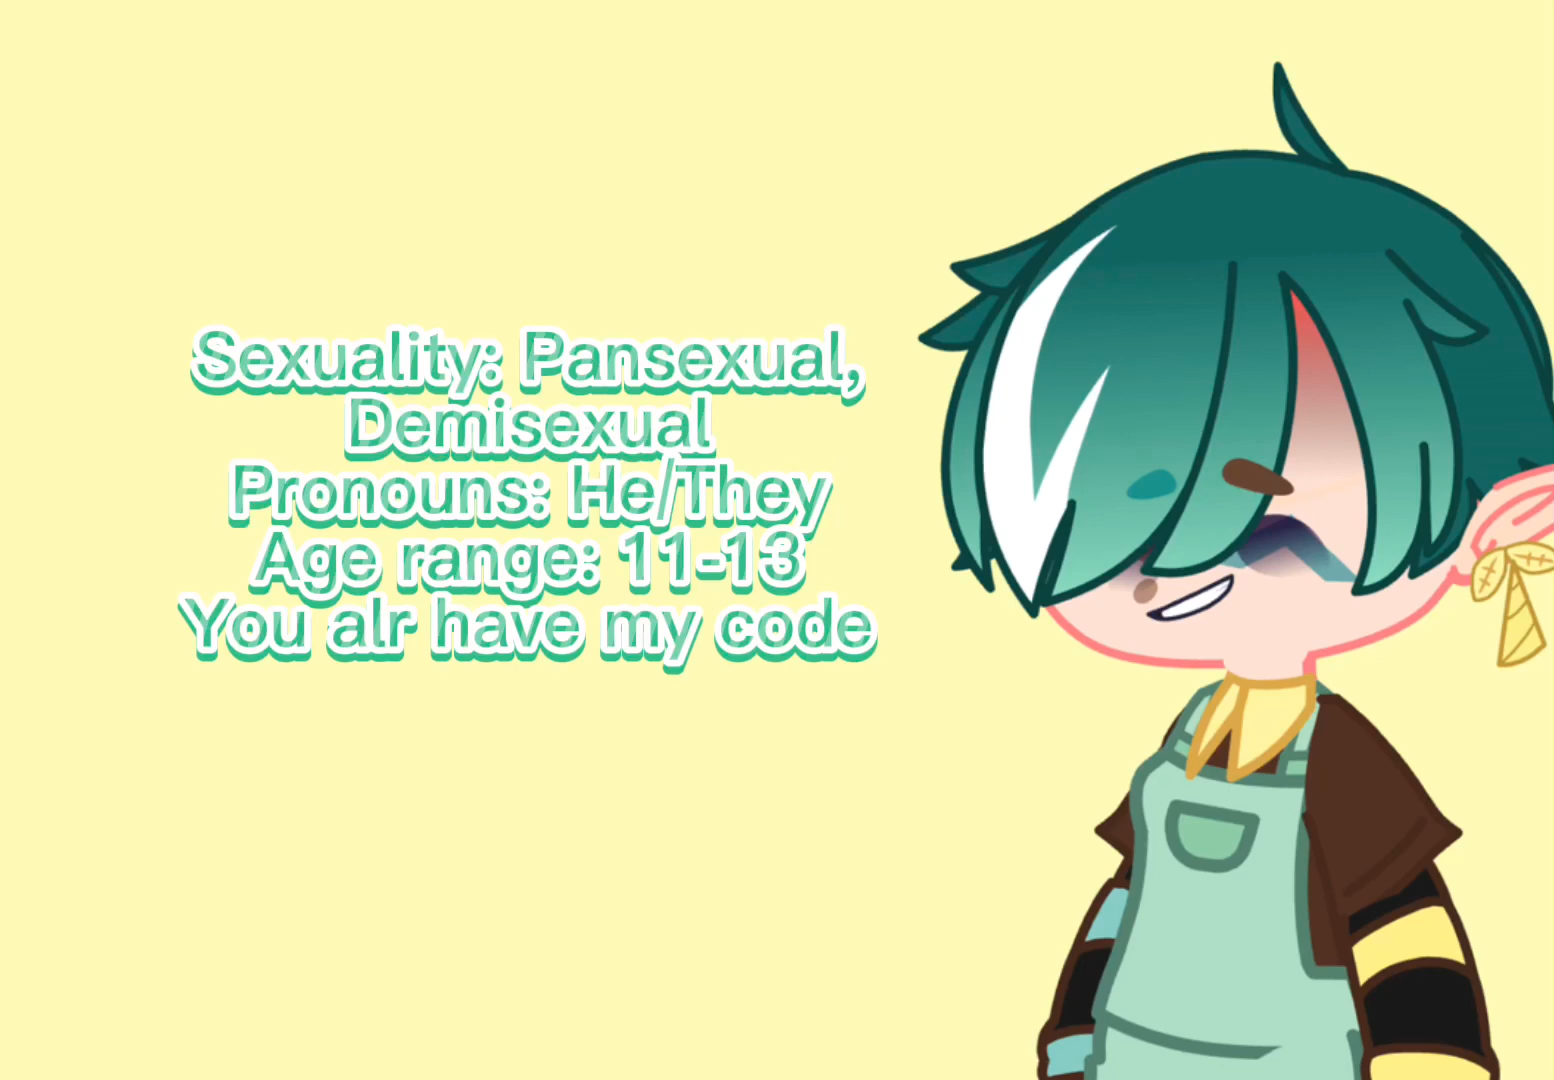 Sexuality: Pansexual,
Demisexual
Pronouns: He/They
Age range: 11-13
You alr have my code